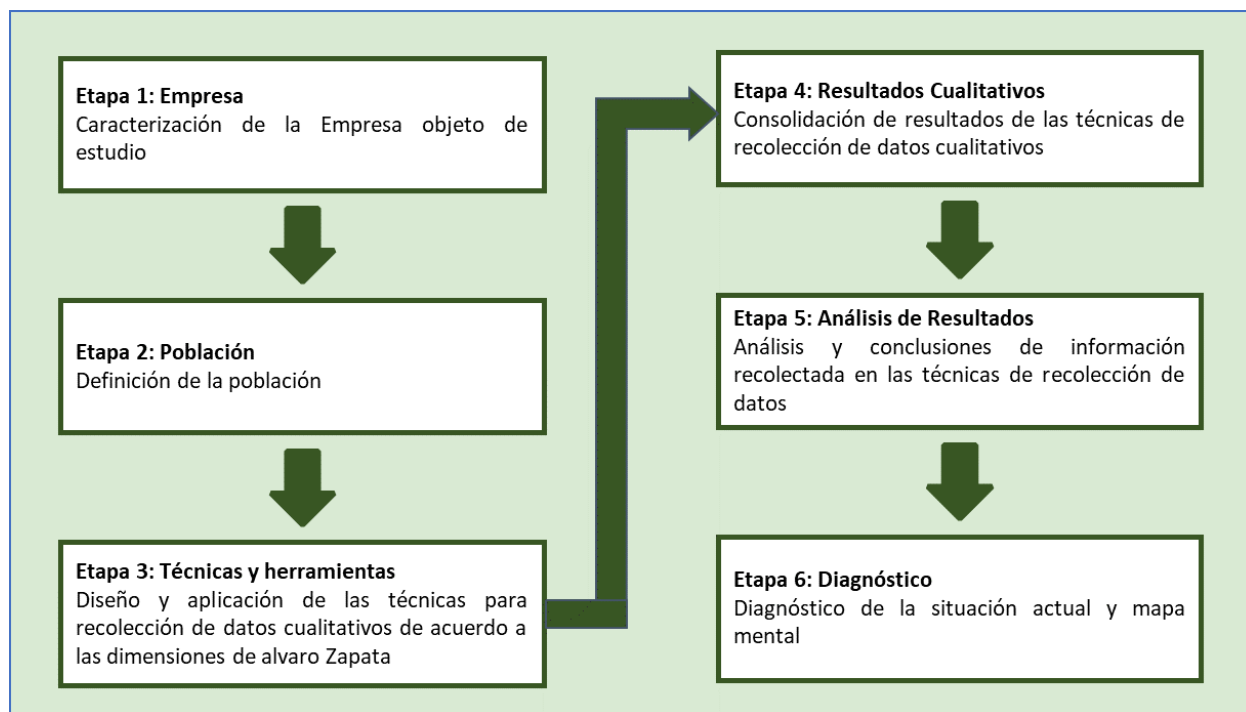 Etapa 1: Empresa
Caracterización de la Empresa objeto de
estudio
Etapa 2: Población
Definición de la población
Etapa 3: Técnicas y herramientas
Diseño y aplicación de las técnicas para
recolección de datos cualitativos de acuerdo a
las dimensiones de alvaro Zapata
Etapa 4: Resultados Cualitativos
Consolidación de resultados de las técnicas de
recolección de datos cualitativos
Etapa 5: Análisis de Resultados
Análisis y conclusiones de información
recolectada en las técnicas de recolección de
datos
Etapa 6: Diagnóstico
Diagnóstico de la situación actual y mapa
mental